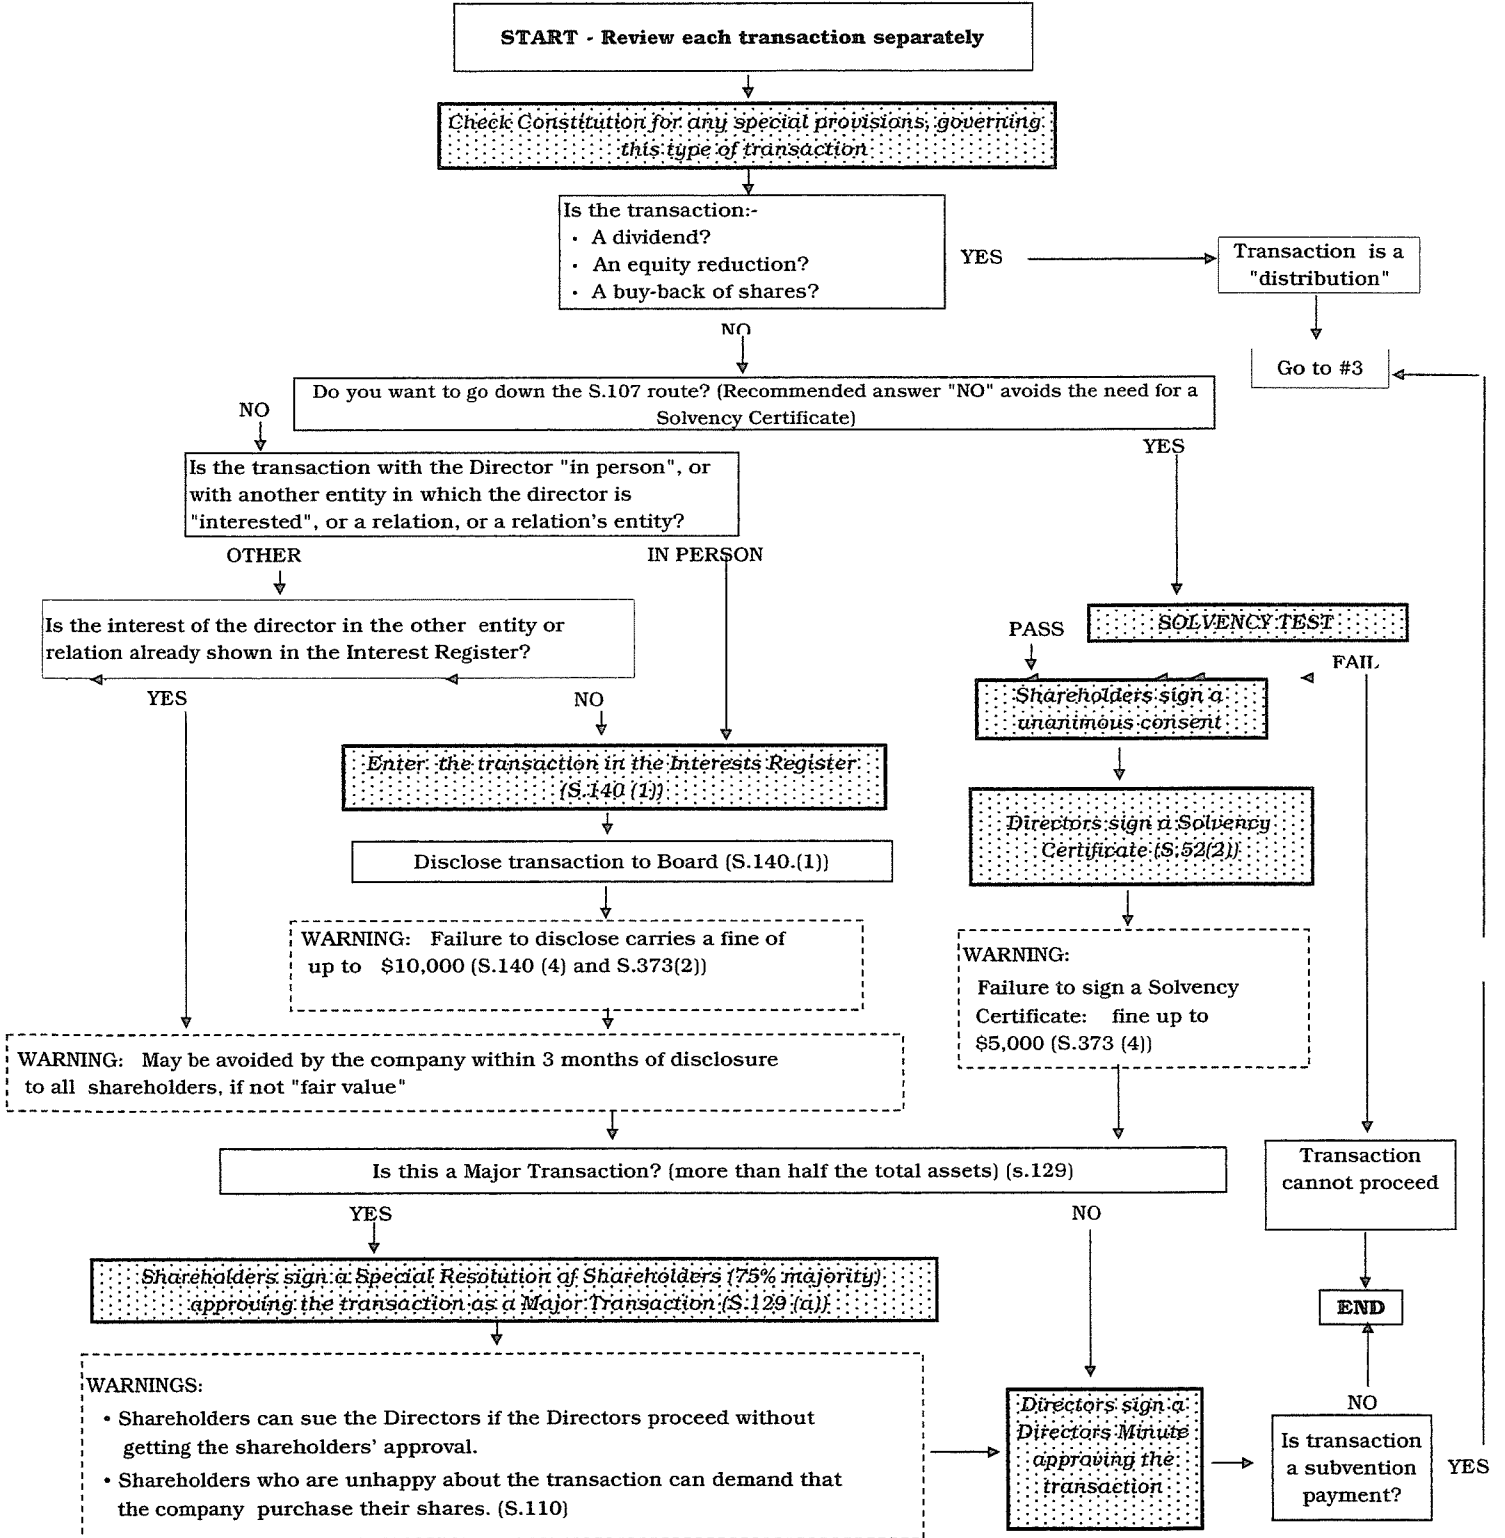 START - Review each transaction separately
Check Constitution for any special provisions, governing
this type of transaction
Is the transaction:-
· A dividend?
· An equity reduction?
· A buy-back of shares?
YES
Transaction is a
"distribution"
NO
Go to #3
Do you want to go down the S.107 route? (Recommended answer "NO" avoids the need for a
Solvency Certificate)
NO
YES
Is the transaction with the Director "in person", or
with another entity in which the director is
"interested", or a relation, or a relation's entity?
OTHER
IN PERSON
Is the interest of the director in the other entity or
relation already shown in the Interest Register?
PASS
SOLVENCY TEST
FAIL
YES
NO
Shareholders sign a
unanimous consent
Enter the transaction in the Interests Register
(S.140 (1))
Directors sign a Solvency
Certificate (S.52(2))
Disclose transaction to Board (S.140.(1))
WARNING: Failure to disclose carries a fine of
up to $10,000 (S.140 (4) and S.373(2))
WARNING:
Failure to sign a Solvency
Certificate: fine up to
$5,000 (S.373 (4))
WARNING: May be avoided by the company within 3 months of disclosure
to all shareholders, if not "fair value"
Is this a Major Transaction? (more than half the total assets) (s.129)
Transaction
cannot proceed
YES
NO
Shareholders sign a Special Resolution of Shareholders (75% majority)
approving the transaction as a Major Transaction (S.129 (a))
END
WARNINGS:
• Shareholders can sue the Directors if the Directors proceed without
getting the shareholders' approval.
• Shareholders who are unhappy about the transaction can demand that
the company purchase their shares. (S.110)
Directors sign a
Directors Minute
approving the
transaction
NO
Is transaction
a subvention
payment?
YES